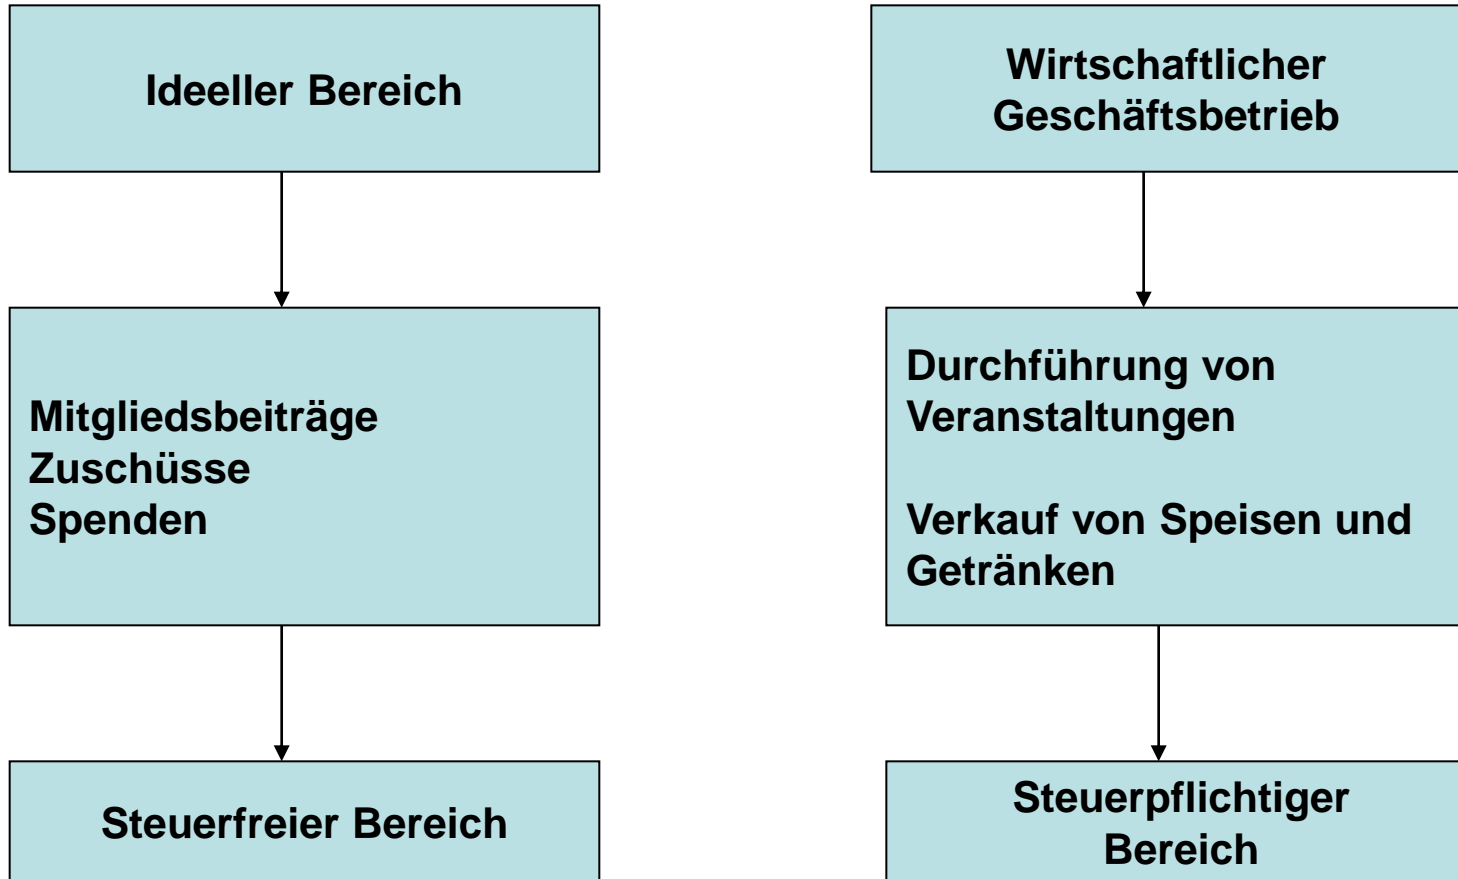 Ideeller Bereich
Wirtschaftlicher
Geschäftsbetrieb
Mitgliedsbeiträge
Zuschüsse
Spenden
Durchführung von
Veranstaltungen
Verkauf von Speisen und
Getränken
Steuerfreier Bereich
Steuerpflichtiger
Bereich